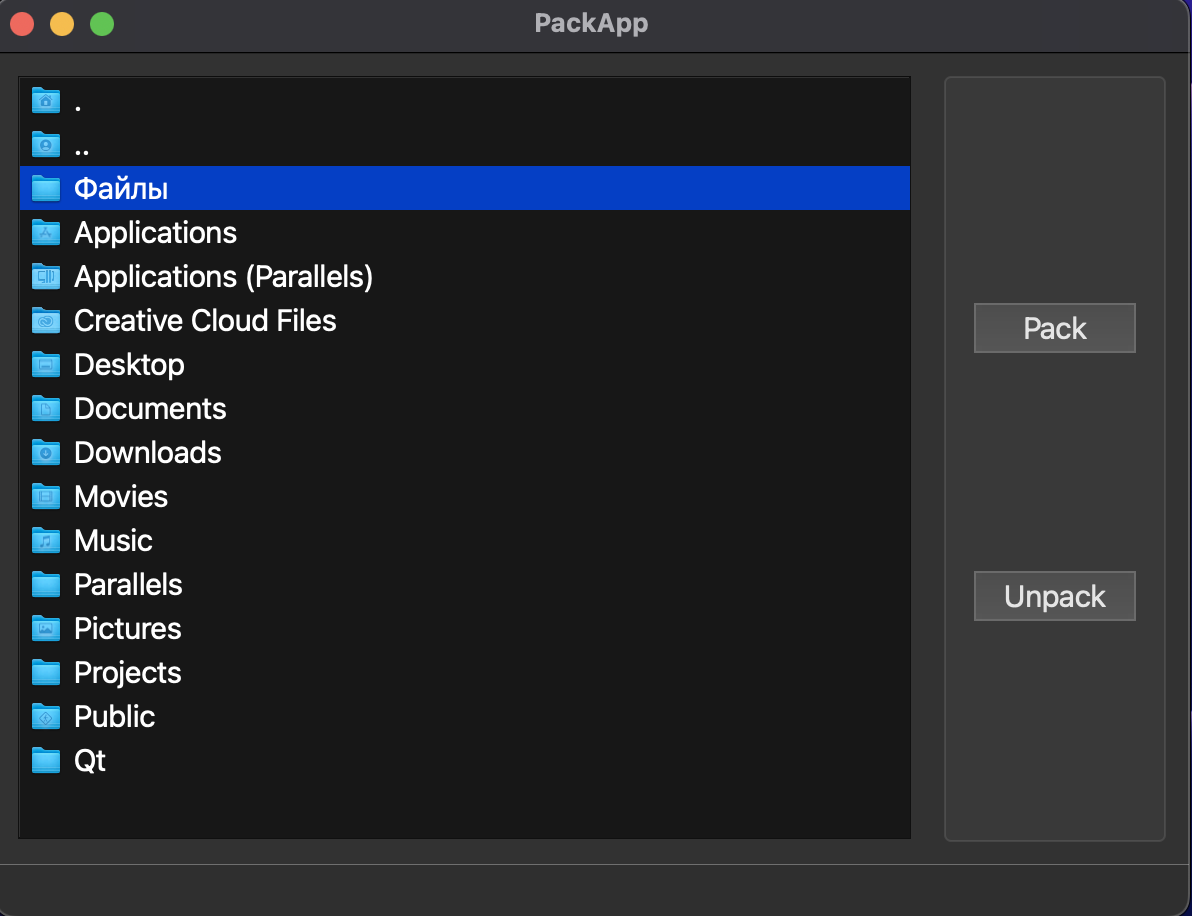 PackApp
.
..
Файлы
Applications
Applications (Parallels)
Creative Cloud Files
Desktop
Documents
Downloads
Movies
Music
Parallels
Pictures
Projects
Public
Qt
Pack
Unpack